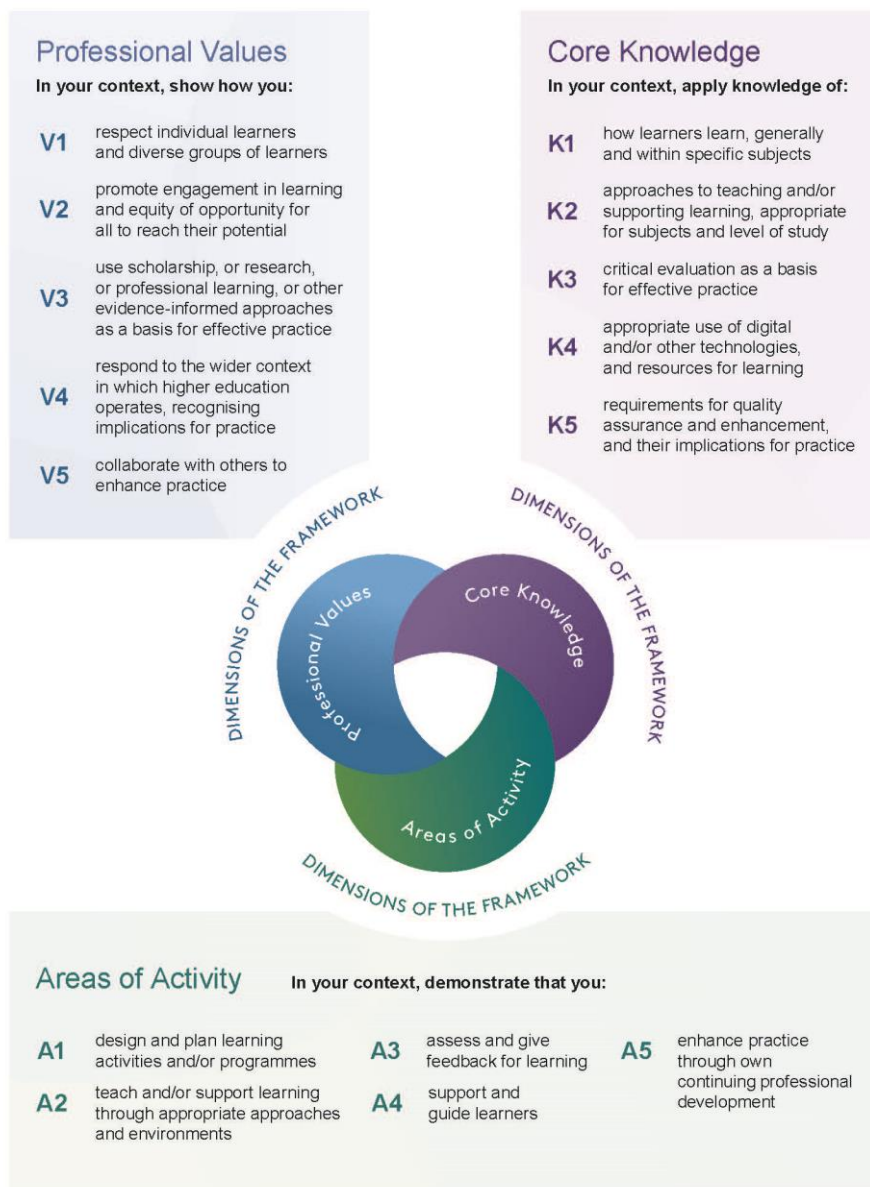 Professional Values
In your context, show how you:
V1 respect individual learners
and diverse groups of learners
V2 promote engagement in learning
and equity of opportunity for
all to reach their potential
V3 use scholarship, or research,
or professional learning, or other
evidence-informed approaches
as a basis for effective practice
V4 respond to the wider context
in which higher education
operates, recognising
implications for practice
V5 collaborate with others to
enhance practice
Core Knowledge
In your context, apply knowledge of:
K1 how learners learn, generally
and within specific subjects
K2 approaches to teaching and/or
supporting learning, appropriate
for subjects and level of study
K3 critical evaluation as a basis
for effective practice
K4 appropriate use of digital
and/or other technologies,
and resources for learning
K5 requirements for quality
assurance and enhancement,
and their implications for practice
DIMENSIONS OF THE FRAMEWORK
DIMENSIONS OF THE FRAMEWORK
Professional Values
Core Knowledge
Areas of Activity
DIMENSIONS OF THE FRAMEWORK
Areas of Activity In your context, demonstrate that you:
A1 design and plan learning
activities and/or programmes
A2 teach and/or support learning
through appropriate approaches
and environments
A3 assess and give
feedback for learning
A4 support and
guide learners
A5 enhance practice
through own
continuing professional
development